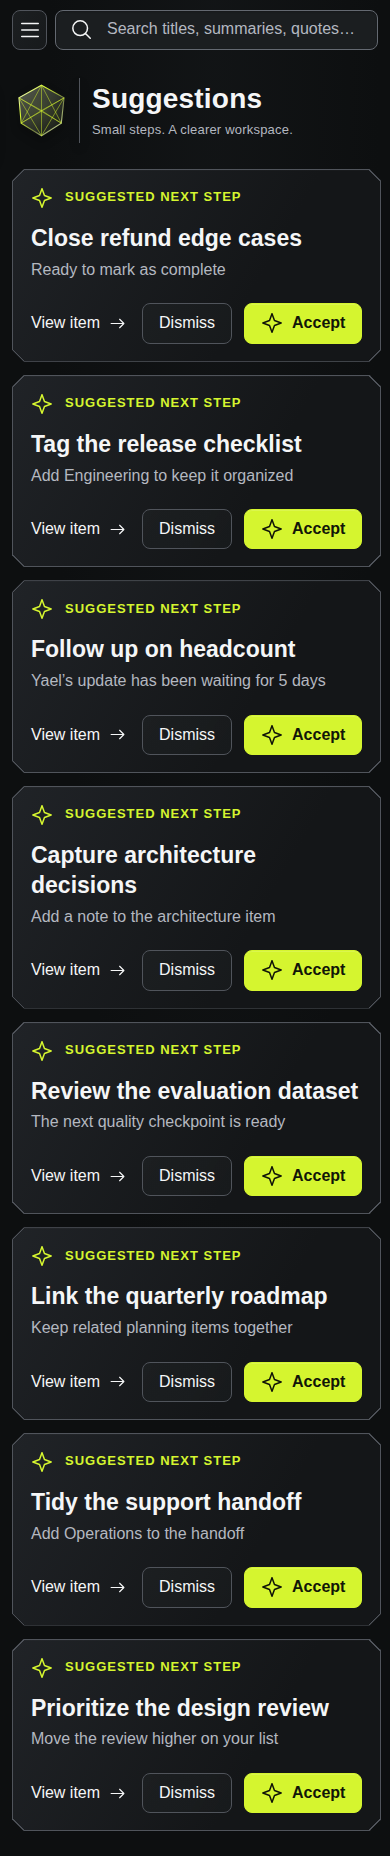 Search titles, summaries, quotes…
Suggestions
Small steps. A clearer workspace.
SUGGESTED NEXT STEP
Close refund edge cases
Ready to mark as complete
View item → Dismiss Accept
SUGGESTED NEXT STEP
Tag the release checklist
Add Engineering to keep it organized
View item → Dismiss Accept
SUGGESTED NEXT STEP
Follow up on headcount
Yael’s update has been waiting for 5 days
View item → Dismiss Accept
SUGGESTED NEXT STEP
Capture architecture
decisions
Add a note to the architecture item
View item → Dismiss Accept
SUGGESTED NEXT STEP
Review the evaluation dataset
The next quality checkpoint is ready
View item → Dismiss Accept
SUGGESTED NEXT STEP
Link the quarterly roadmap
Keep related planning items together
View item → Dismiss Accept
SUGGESTED NEXT STEP
Tidy the support handoff
Add Operations to the handoff
View item → Dismiss Accept
SUGGESTED NEXT STEP
Prioritize the design review
Move the review higher on your list
View item → Dismiss Accept